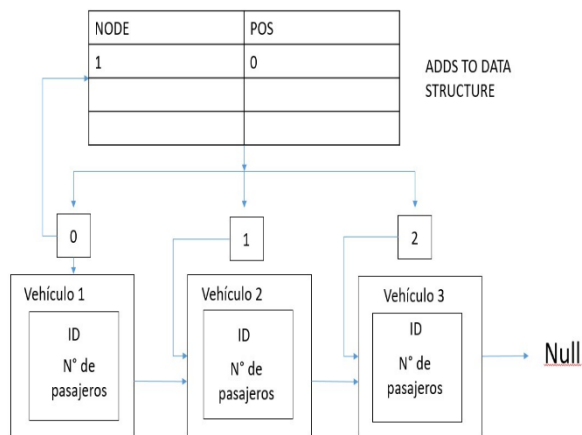 NODE POS
1 0
ADDS TO DATA
STRUCTURE
0
1
2
Vehículo 1
ID
N° de
pasajeros
Vehículo 2
ID
N° de
pasajeros
Vehículo 3
ID
N° de
pasajeros
Null